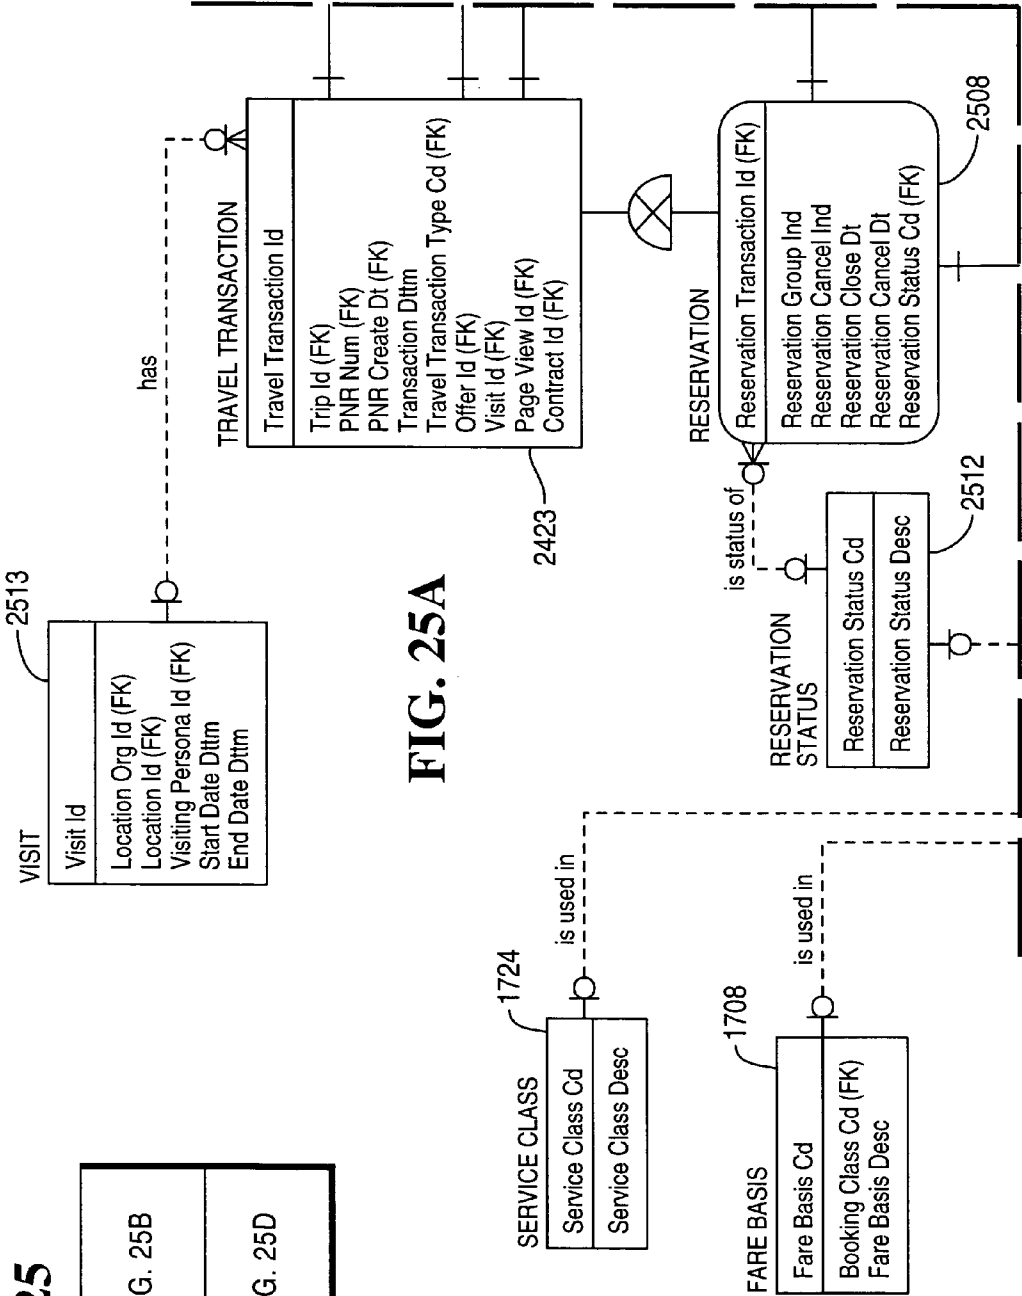 25
G. 25B
G. 25D
VISIT
2513
Visit Id
Location Org Id (FK)
Location Id (FK)
Visiting Persona Id (FK)
Start Date Dttm
End Date Dttm
has
TRAVEL TRANSACTION
Travel Transaction Id
Trip Id (FK)
PNR Num (FK)
PNR Create Dt (FK)
Transaction Dttm
Travel Transaction Type Cd (FK)
Offer Id (FK)
Visit Id (FK)
Page View Id (FK)
Contract Id (FK)
2423
FIG. 25A
SERVICE CLASS
1724
Service Class Cd
Service Class Desc
is used in
RESERVATION
Reservation Transaction Id (FK)
Reservation Group Ind
Reservation Cancel Ind
Reservation Close Dt
Reservation Cancel Dt
Reservation Status Cd (FK)
2508
is status of
RESERVATION
STATUS
Reservation Status Cd
Reservation Status Desc
2512
FARE BASIS
1708
Fare Basis Cd
Booking Class Cd (FK)
Fare Basis Desc
is used in